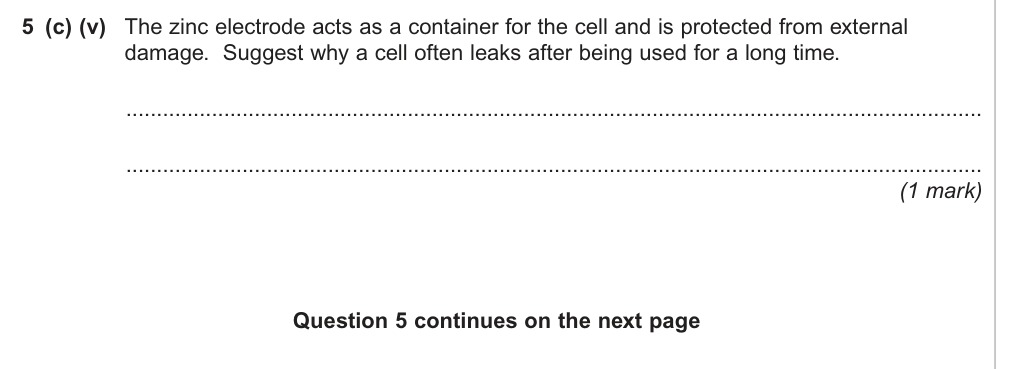 5 (c) (v) The zinc electrode acts as a container for the cell and is protected from external
damage. Suggest why a cell often leaks after being used for a long time.
................................................................................
................................................................................
(1 mark)
Question 5 continues on the next page